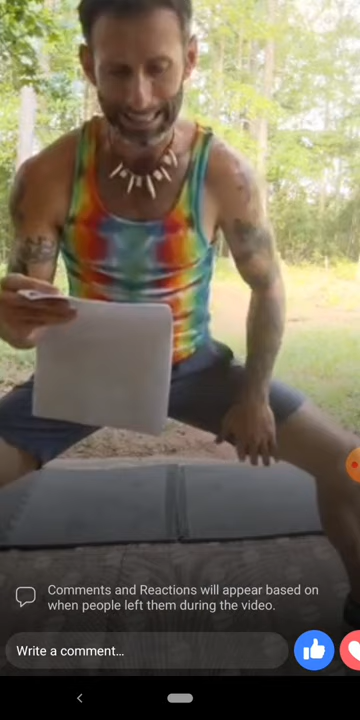 Comments and Reactions will appear based on
when people left them during the video.
Write a comment...